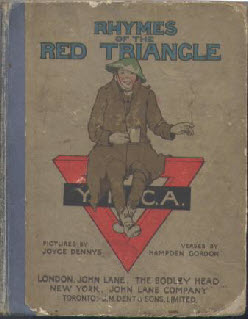 RHYMES
OF THE
RED TRIANGLE
Y.M.C.A.
PICTURES BY
JOYCE DENNYS
VERSES BY
HAMPDEN GORDON
LONDON, JOHN LANE, THE BODLEY HEAD
NEW YORK, JOHN LANE COMPANY
TORONTO: J.M. DENT & SONS, LIMITED.